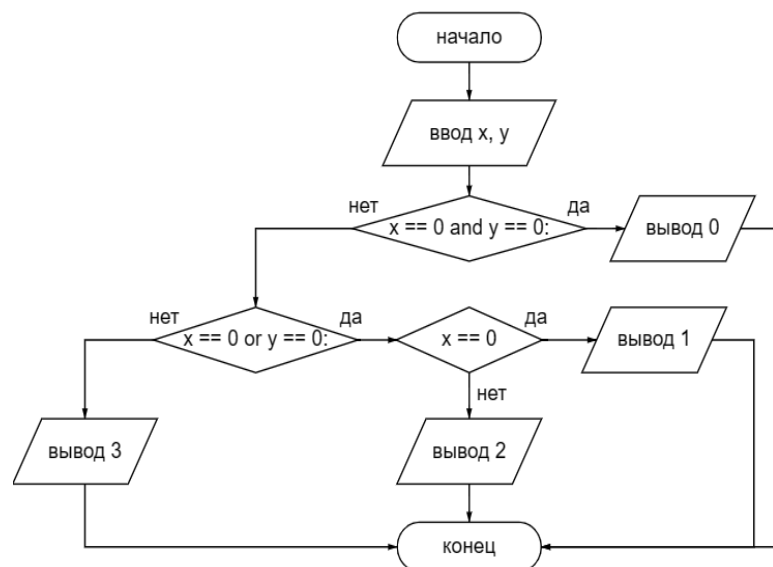 начало
ввод x, y
нет
да
x == 0 and y == 0:
вывод 0
нет
да
да
x == 0 or y == 0:
x == 0
вывод 1
нет
вывод 3
вывод 2
конец